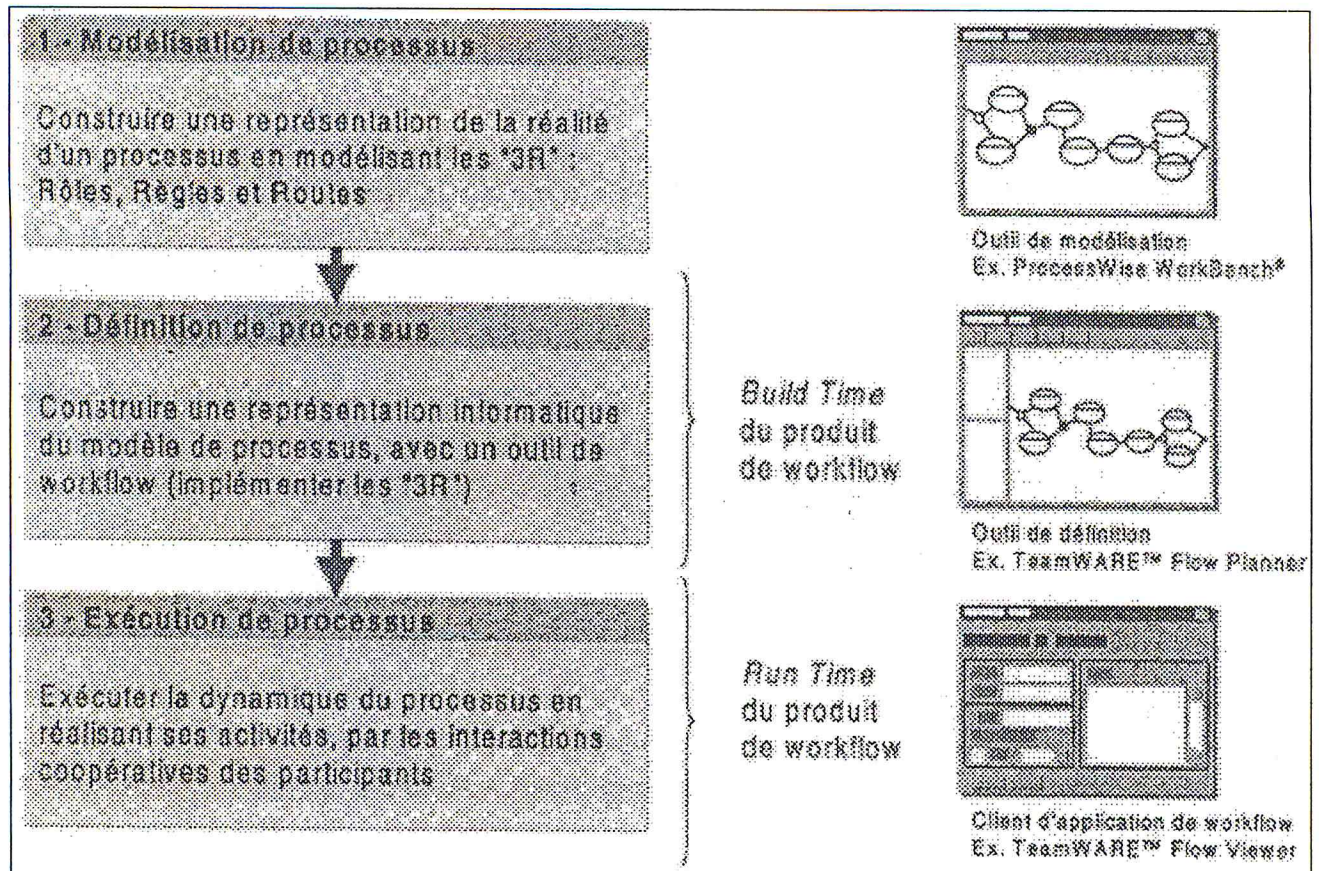 1 - Modélisation de processus
Construire une représentation de la réalité
d'un processus en modélisant les "3R" :
Rôles, Règles et Routes
Outil de modélisation
Ex. ProcessWise WorkBench®
2 - Définition de processus
Construire une représentation informatique
du modèle de processus, avec un outil de
workflow (implémenter les "3R")
Build Time
du produit
de workflow
Outil de définition
Ex. TeamWARE™ Flow Planner
3 - Exécution de processus
Exécuter la dynamique du processus en
réalisant ses activités, par les interactions
coopératives des participants
Run Time
du produit
de workflow
Client d'application de workflow
Ex. TeamWARE™ Flow Viewer